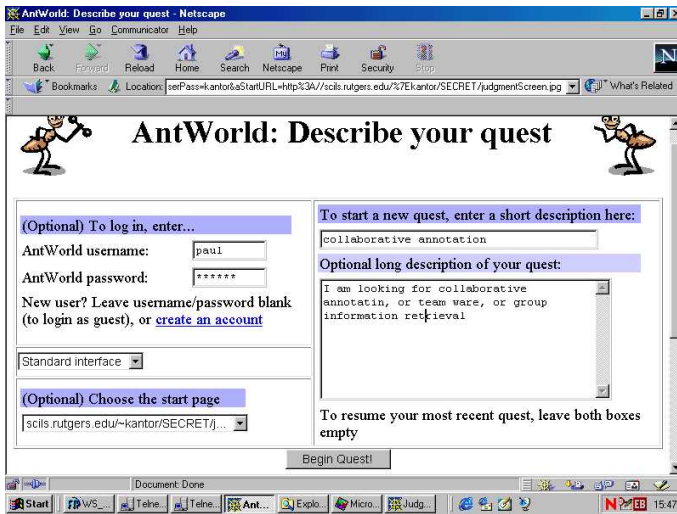 AntWorld: Describe your quest - Netscape
File Edit View Go Communicator Help
Back Forward Reload Home Search Netscape Print Security Stop
Bookmarks Location: serPass=kantor&aStartURL=http%3A//scils.rutgers.edu/%7Ekantor/SECRET/judgmentScreen.jpg What's Related
AntWorld: Describe your quest
(Optional) To log in, enter...
AntWorld username: paul
AntWorld password: ******
New user? Leave username/password blank
(to login as guest), or create an account
Standard interface
(Optional) Choose the start page
scils.rutgers.edu/~kantor/SECRET/j...
To start a new quest, enter a short description here:
collaborative annotation
Optional long description of your quest:
I am looking for collaborative
annotatin, or team ware, or group
information retrieval
To resume your most recent quest, leave both boxes
empty
Begin Quest!
Document: Done
Start WS_... Telne... Telne... Ant... Explo... Micro... Judg... EB 15:47